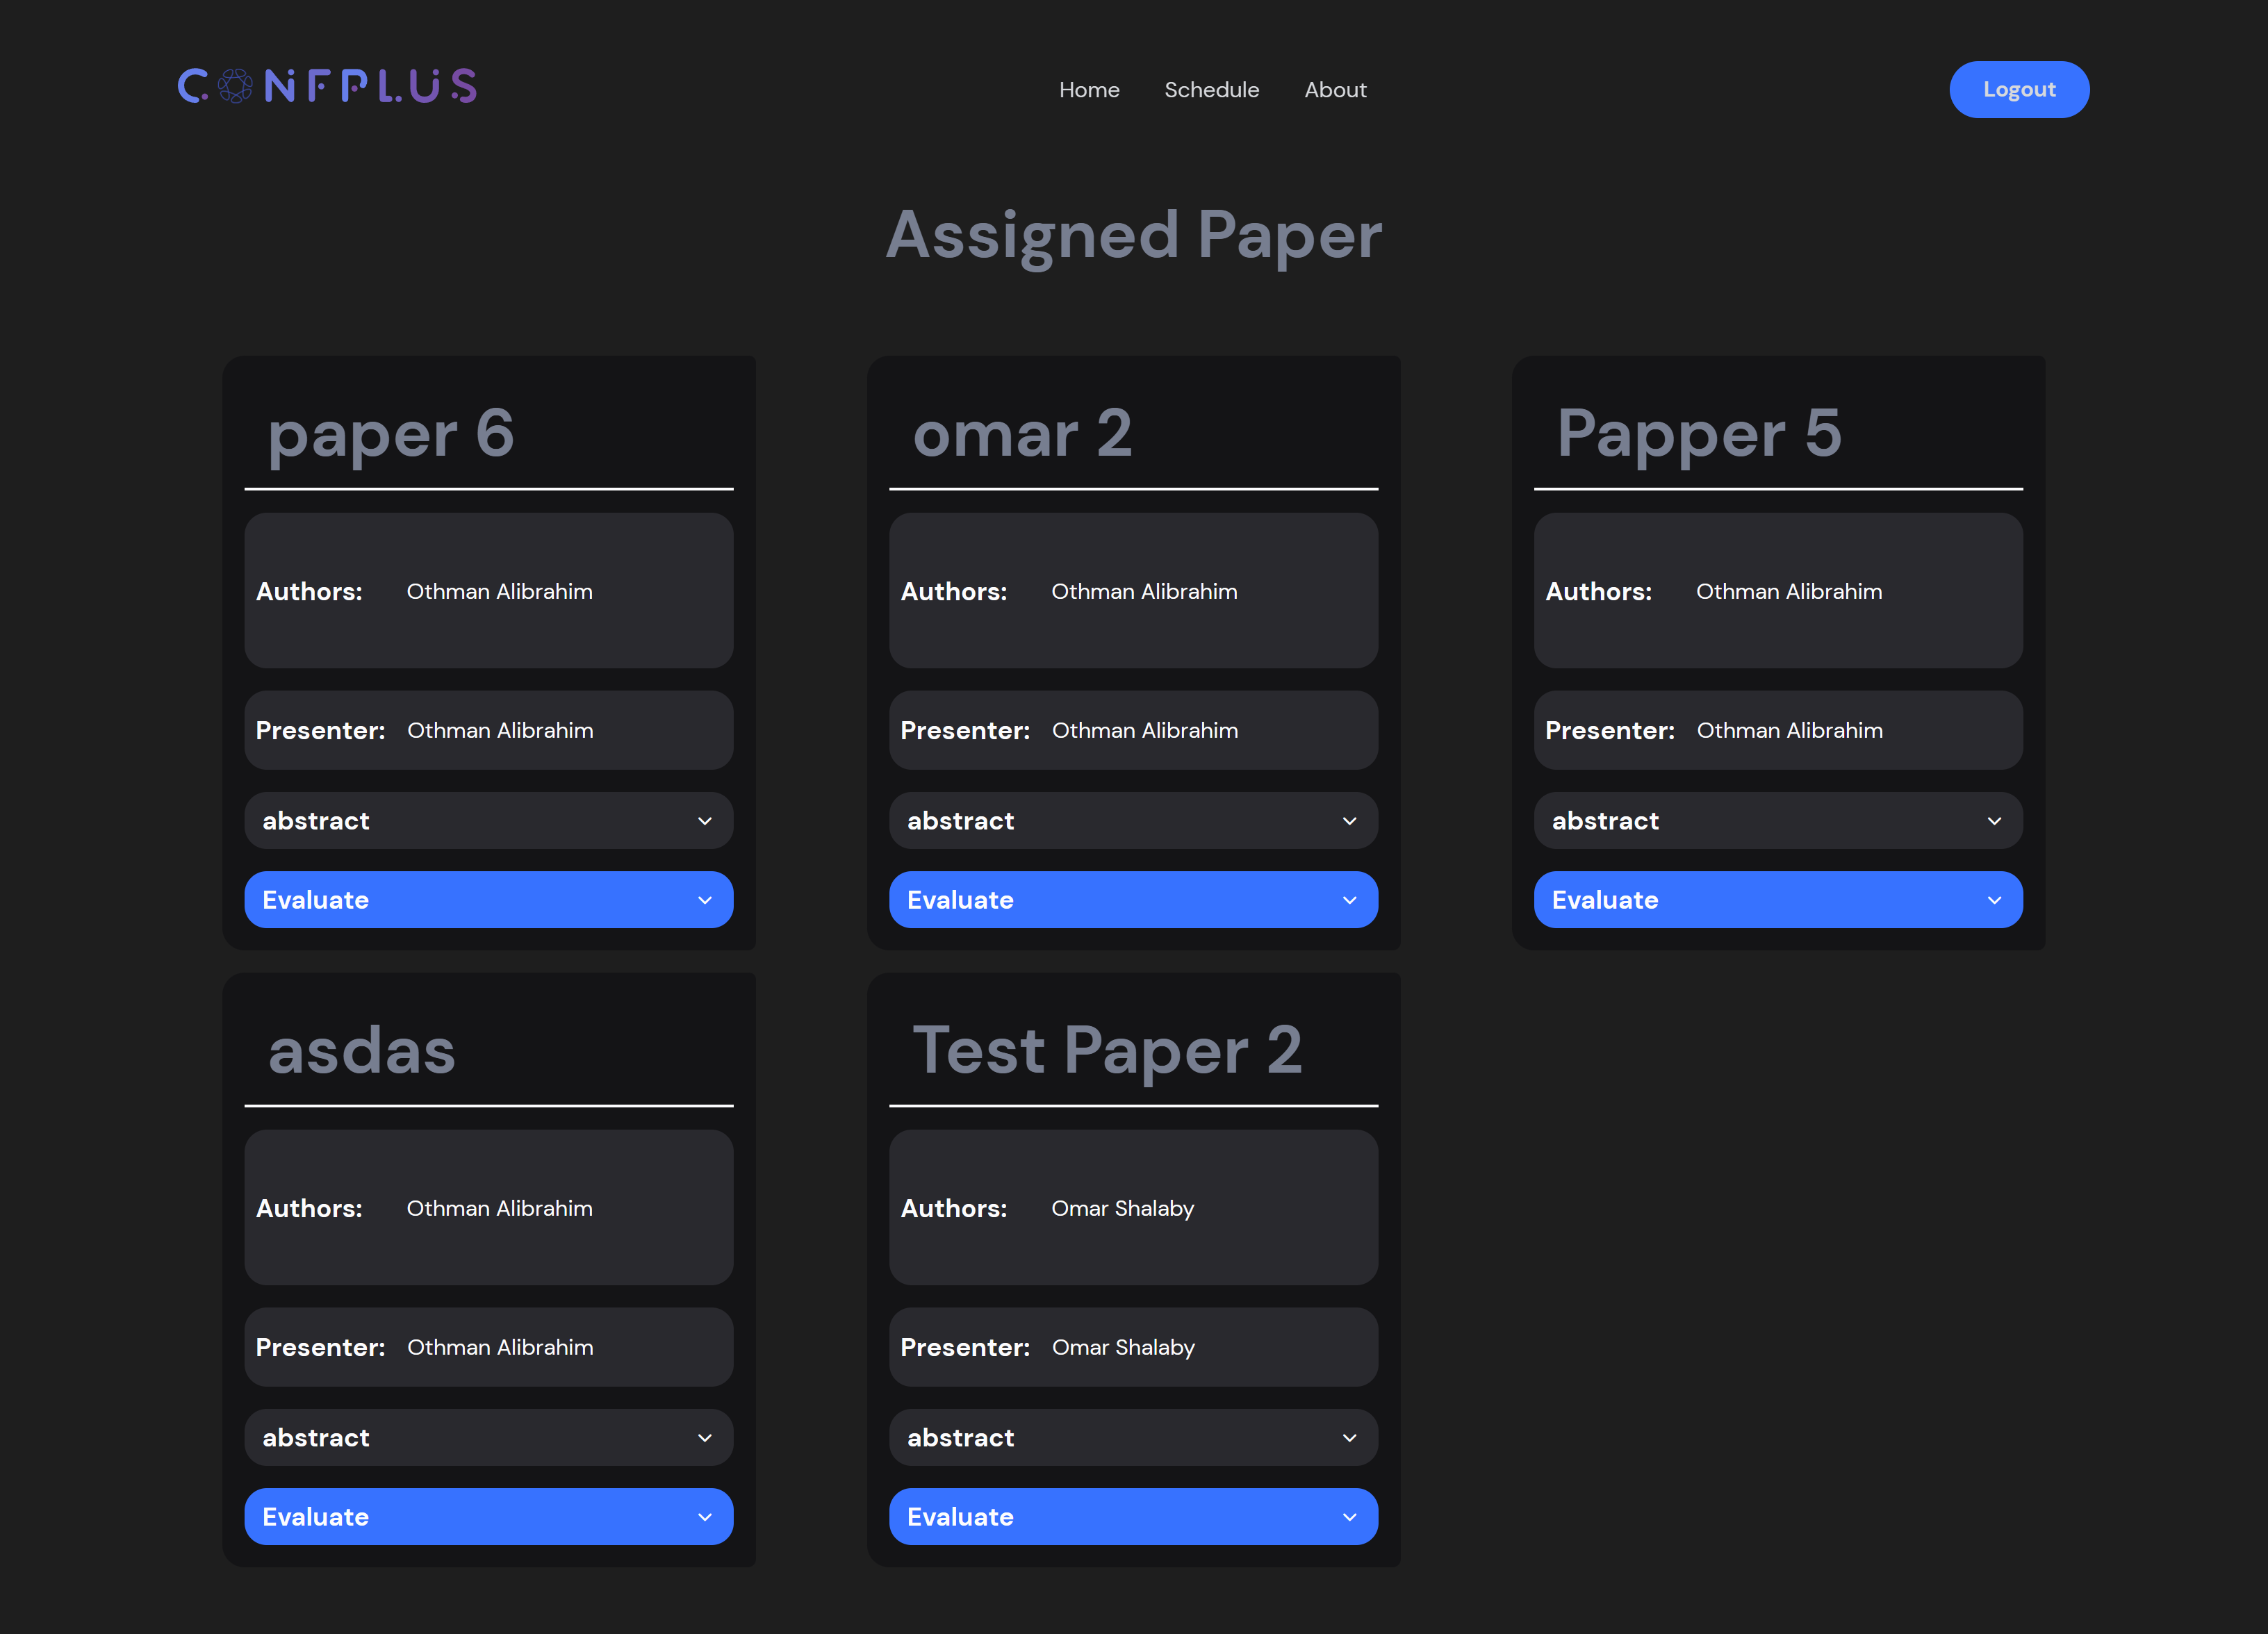 CONFPLUS
Home Schedule About
Logout
Assigned Paper
paper 6
Authors: Othman Alibrahim
Presenter: Othman Alibrahim
abstract
Evaluate
omar 2
Authors: Othman Alibrahim
Presenter: Othman Alibrahim
abstract
Evaluate
Papper 5
Authors: Othman Alibrahim
Presenter: Othman Alibrahim
abstract
Evaluate
asdas
Authors: Othman Alibrahim
Presenter: Othman Alibrahim
abstract
Evaluate
Test Paper 2
Authors: Omar Shalaby
Presenter: Omar Shalaby
abstract
Evaluate